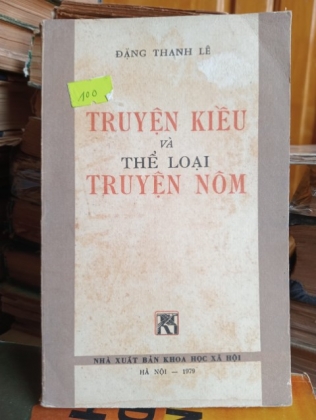 ĐẶNG THANH LÊ
100
TRUYỆN KIỀU
VÀ
THỂ LOẠI
TRUYỆN NÔM
NHÀ XUẤT BẢN KHOA HỌC XÃ HỘI
HÀ NỘI — 1979